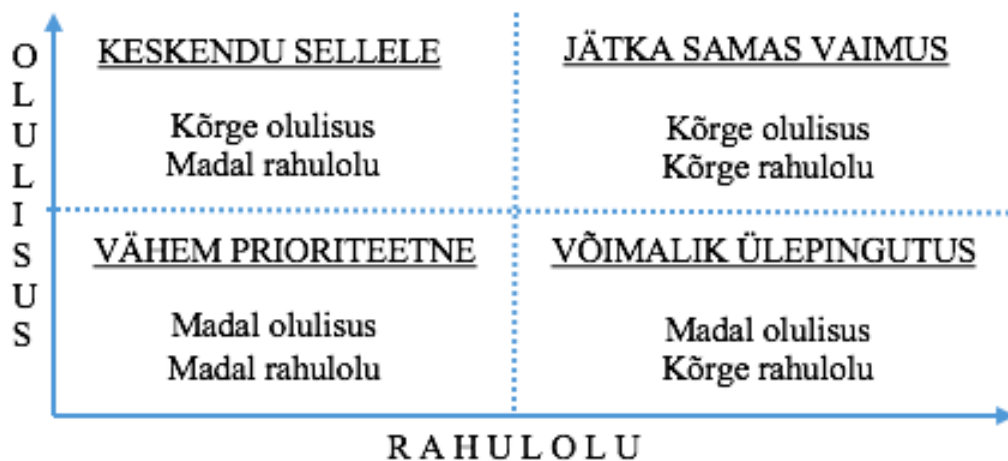 OLULISUS
KESKENDU SELLELE
Kõrge olulisus
Madal rahulolu
JÄTKA SAMAS VAIMUS
Kõrge olulisus
Kõrge rahulolu
VÄHEM PRIORITEETNE
Madal olulisus
Madal rahulolu
VÕIMALIK ÜLEPINGUTUS
Madal olulisus
Kõrge rahulolu
RAHULOLU